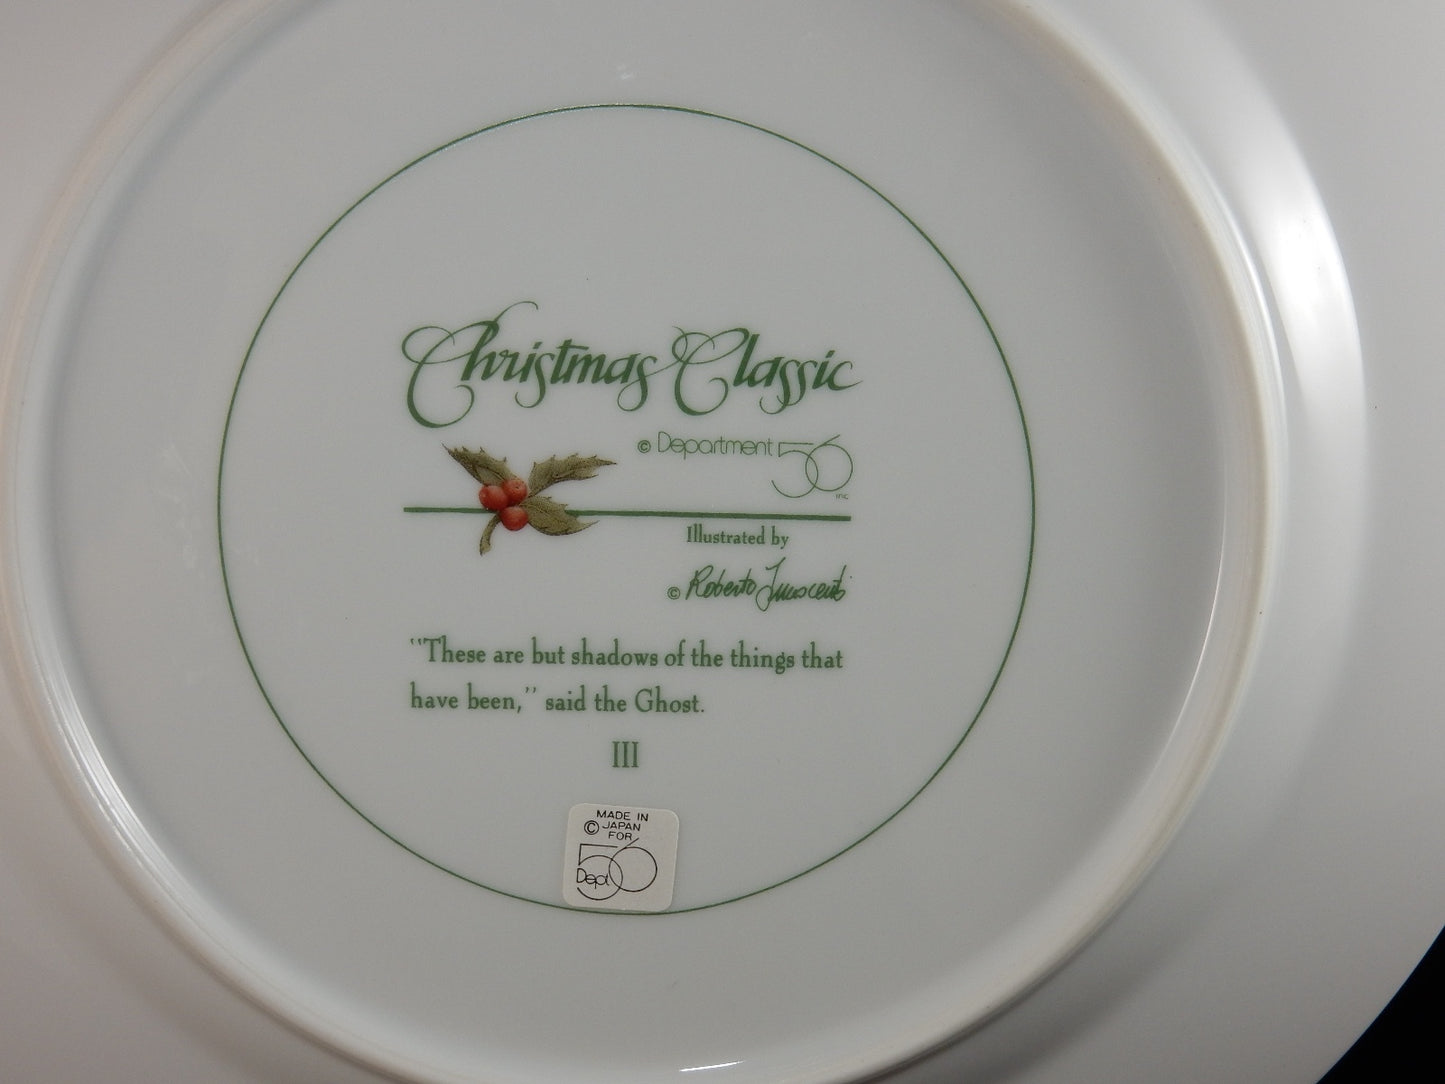 Christmas Classic
© Department 56
INC
Illustrated by
© Roberto Innocenti
"These are but shadows of the things that
have been," said the Ghost.
III
MADE IN
© JAPAN
FOR
Dept 56